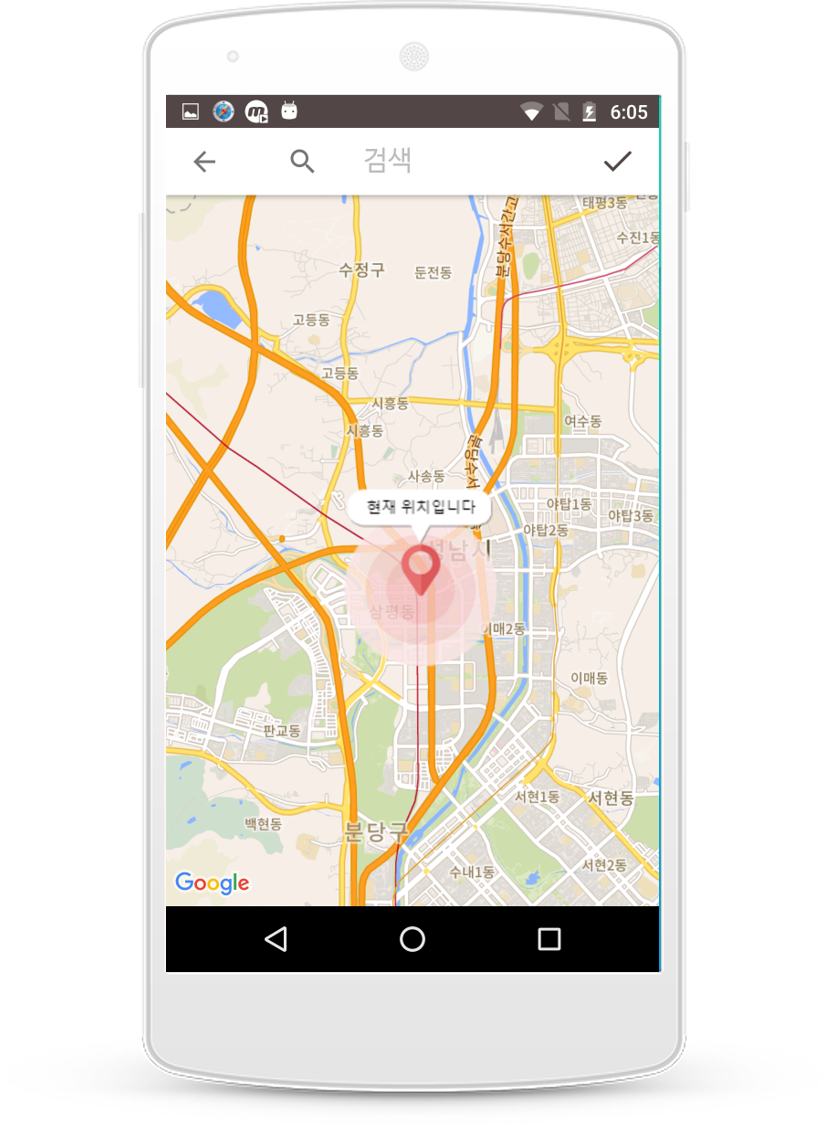 6:05
검색
태평3동
분당수서간고
수진1동
수정구
둔전동
고등동
고등동
시흥동
시흥동
여수동
분당수서
사송동
현재 위치입니다
야탑1동
야탑3동
야탑2동
성남시
삼평동
이매2동
이매동
판교동
서현1동
서현동
백현동
분당구
서현2동
수내1동
Google